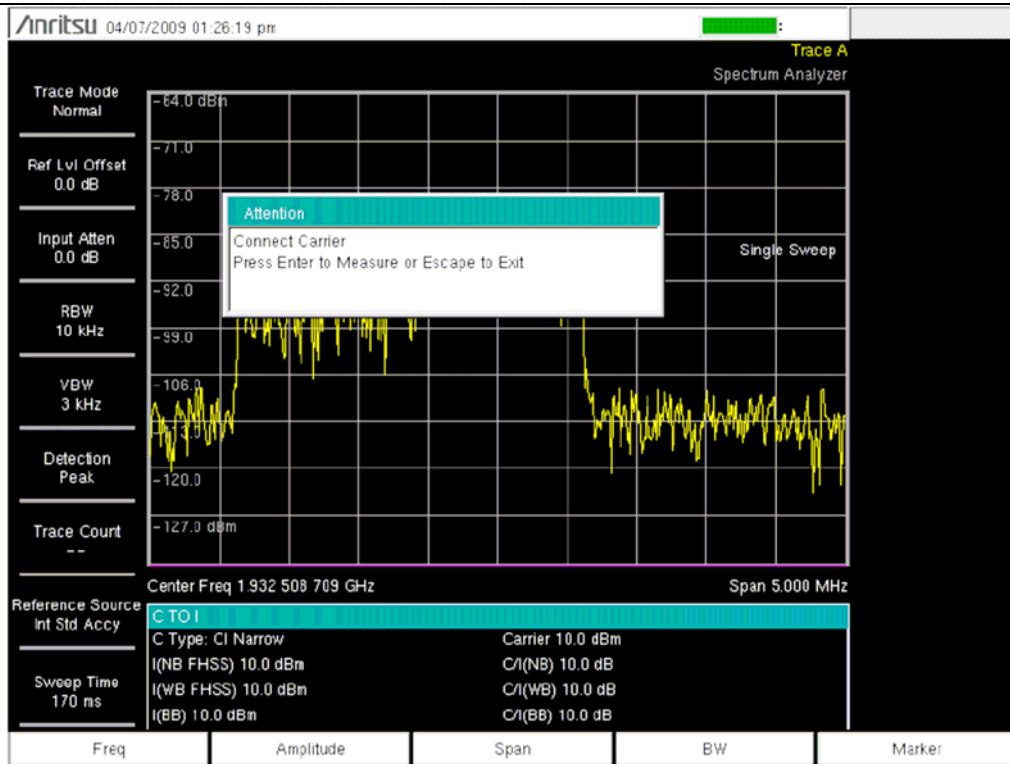 Anritsu 04/07/2009 01:26:19 pm
Trace A
Spectrum Analyzer
Trace Mode
Normal
Ref Lvl Offset
0.0 dB
Input Atten
0.0 dB
RBW
10 kHz
VBW
3 kHz
Detection
Peak
Trace Count
--
Reference Source
Int Std Accy
Sweep Time
170 ms
-64.0 dBm
-71.0
-78.0
-85.0
-92.0
-99.0
-106.0
-120.0
-127.0 dBm
Attention
Connect Carrier
Press Enter to Measure or Escape to Exit
Single Sweep
Center Freq 1.932 508 709 GHz
Span 5.000 MHz
C TO I
C Type: CI Narrow
Carrier 10.0 dBm
I(NB FHSS) 10.0 dBm
C/I(NB) 10.0 dB
I(WB FHSS) 10.0 dBm
C/I(WB) 10.0 dB
I(BB) 10.0 dBm
C/I(BB) 10.0 dB
Freq
Amplitude
Span
BW
Marker